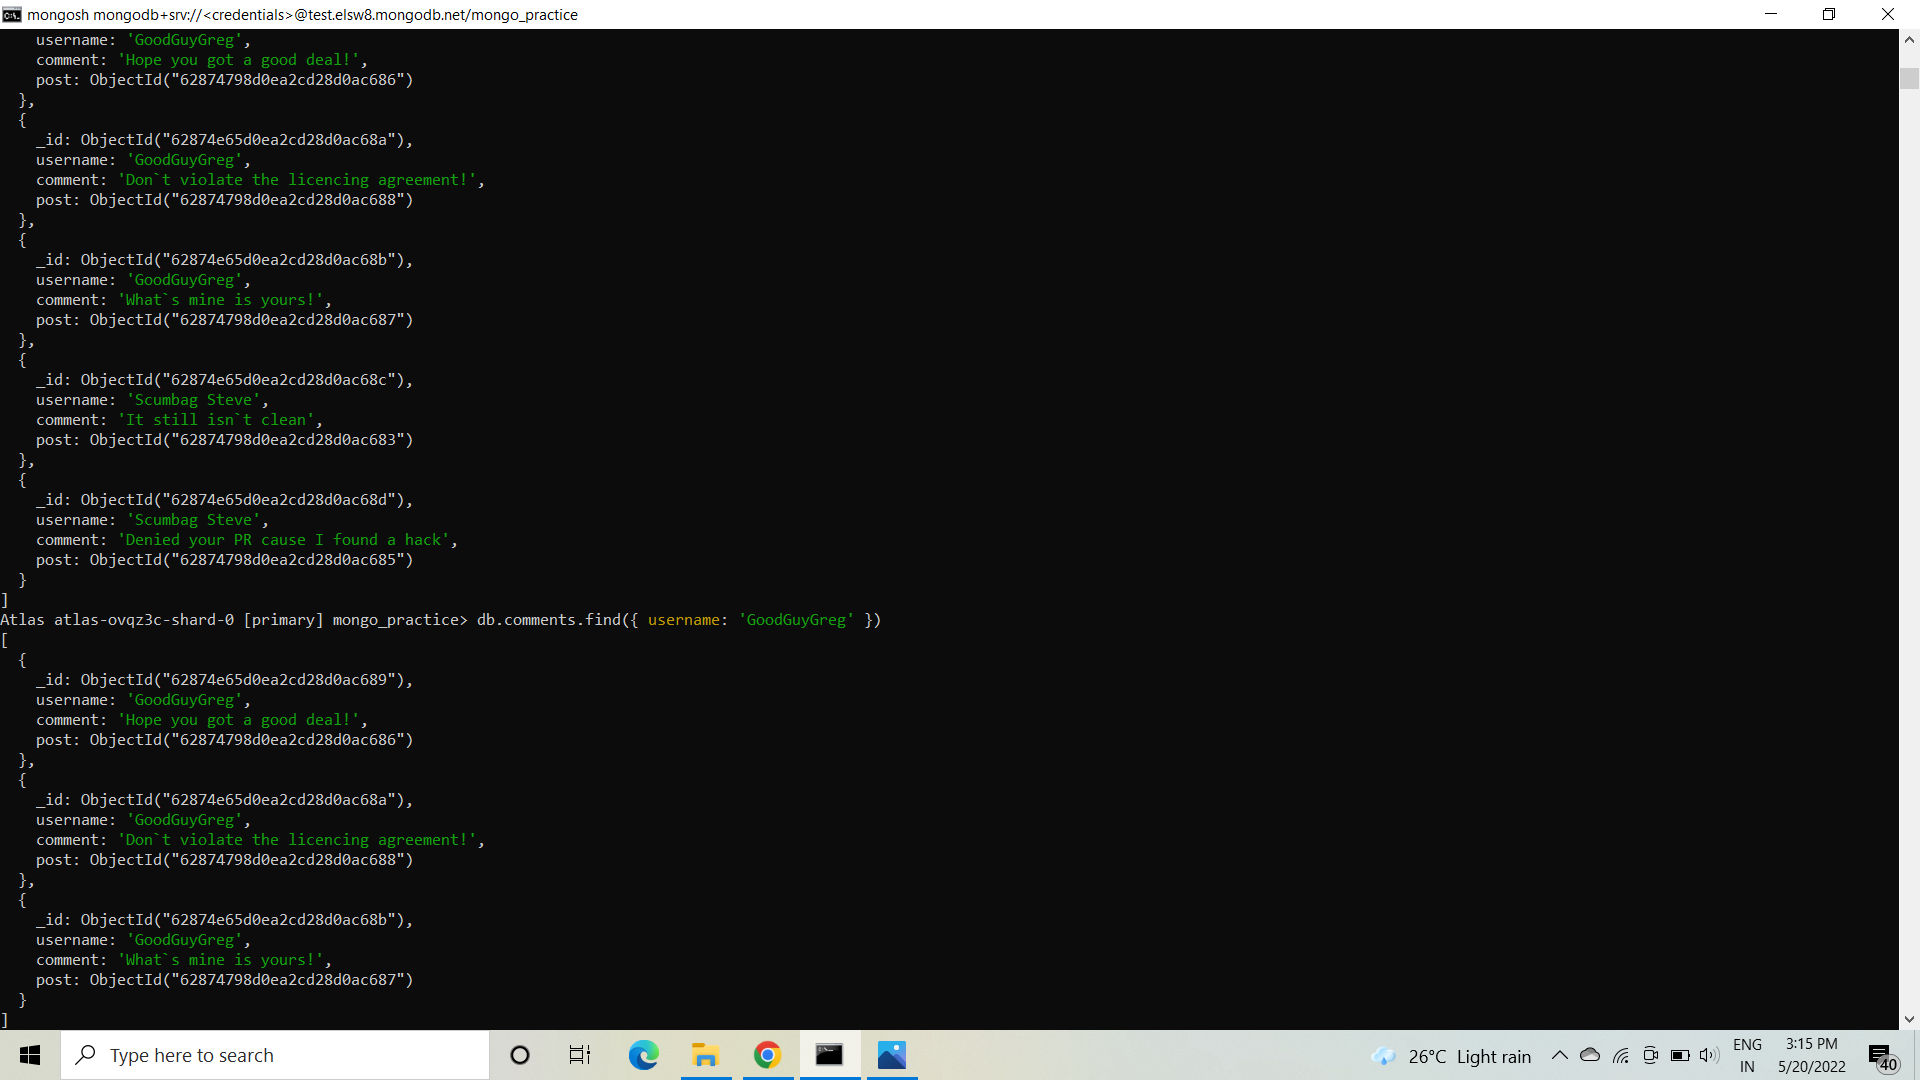 mongosh mongodb+srv://<credentials>@test.elsw8.mongodb.net/mongo_practice
username: 'GoodGuyGreg',
comment: 'Hope you got a good deal!',
post: ObjectId("62874798d0ea2cd28d0ac686")
},
{
_id: ObjectId("62874e65d0ea2cd28d0ac68a"),
username: 'GoodGuyGreg',
comment: 'Don`t violate the licencing agreement!',
post: ObjectId("62874798d0ea2cd28d0ac688")
},
{
_id: ObjectId("62874e65d0ea2cd28d0ac68b"),
username: 'GoodGuyGreg',
comment: 'What`s mine is yours!',
post: ObjectId("62874798d0ea2cd28d0ac687")
},
{
_id: ObjectId("62874e65d0ea2cd28d0ac68c"),
username: 'Scumbag Steve',
comment: 'It still isn`t clean',
post: ObjectId("62874798d0ea2cd28d0ac683")
},
{
_id: ObjectId("62874e65d0ea2cd28d0ac68d"),
username: 'Scumbag Steve',
comment: 'Denied your PR cause I found a hack',
post: ObjectId("62874798d0ea2cd28d0ac685")
}
]
Atlas atlas-ovqz3c-shard-0 [primary] mongo_practice> db.comments.find({ username: 'GoodGuyGreg' })
[
{
_id: ObjectId("62874e65d0ea2cd28d0ac689"),
username: 'GoodGuyGreg',
comment: 'Hope you got a good deal!',
post: ObjectId("62874798d0ea2cd28d0ac686")
},
{
_id: ObjectId("62874e65d0ea2cd28d0ac68a"),
username: 'GoodGuyGreg',
comment: 'Don`t violate the licencing agreement!',
post: ObjectId("62874798d0ea2cd28d0ac688")
},
{
_id: ObjectId("62874e65d0ea2cd28d0ac68b"),
username: 'GoodGuyGreg',
comment: 'What`s mine is yours!',
post: ObjectId("62874798d0ea2cd28d0ac687")
}
]
Type here to search
26°C Light rain
ENG
IN
3:15 PM
5/20/2022
40